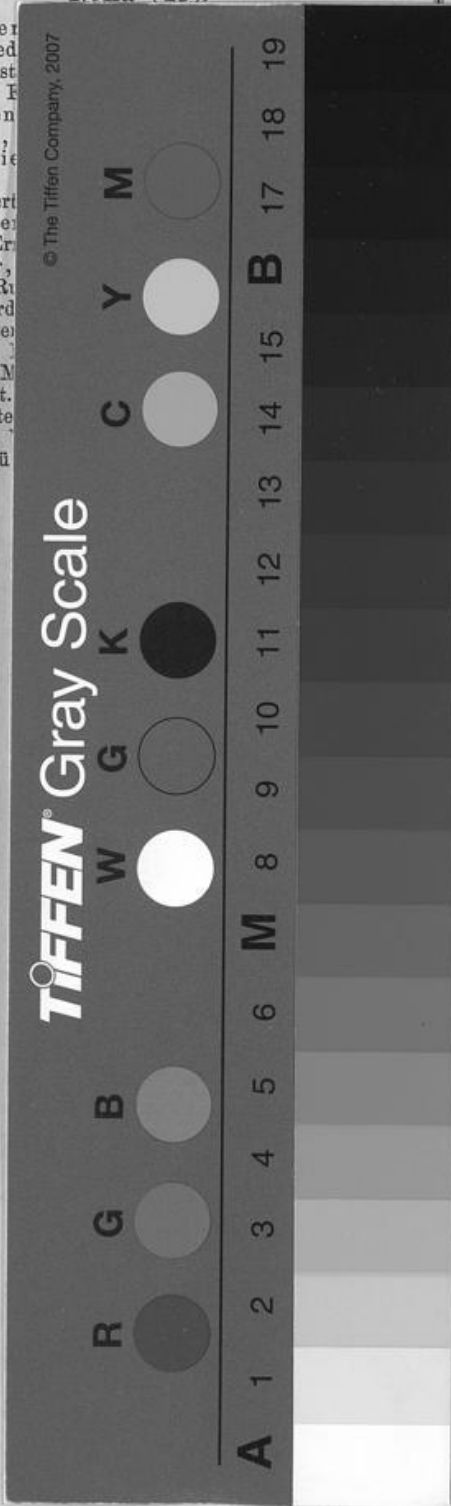 © The Tiffen Company, 2007
TIFFEN® Gray Scale
R G B W G K C Y M
A 1 2 3 4 5 6 M 8 9 10 11 12 13 14 15 B 17 18 19